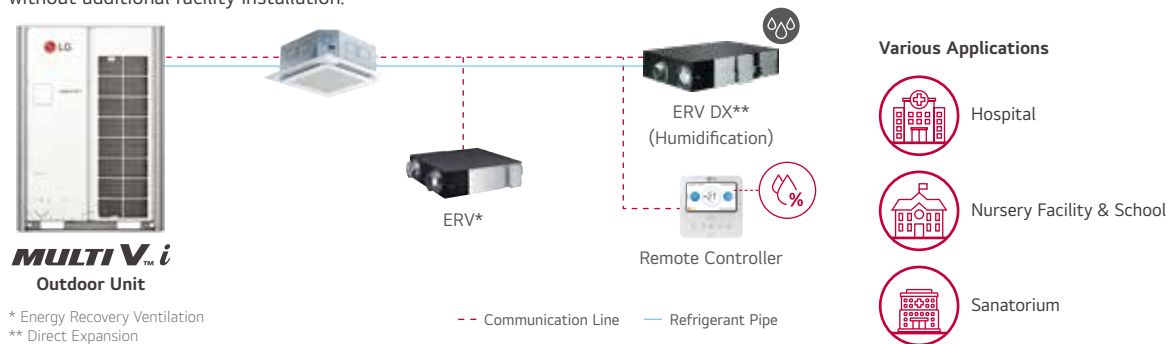 without additional facility installation.
LG
MULTI V™ i
Outdoor Unit
* Energy Recovery Ventilation
** Direct Expansion
ERV*
ERV DX**
(Humidification)
%
Remote Controller
Communication Line
Refrigerant Pipe
Various Applications
Hospital
Nursery Facility & School
Sanatorium